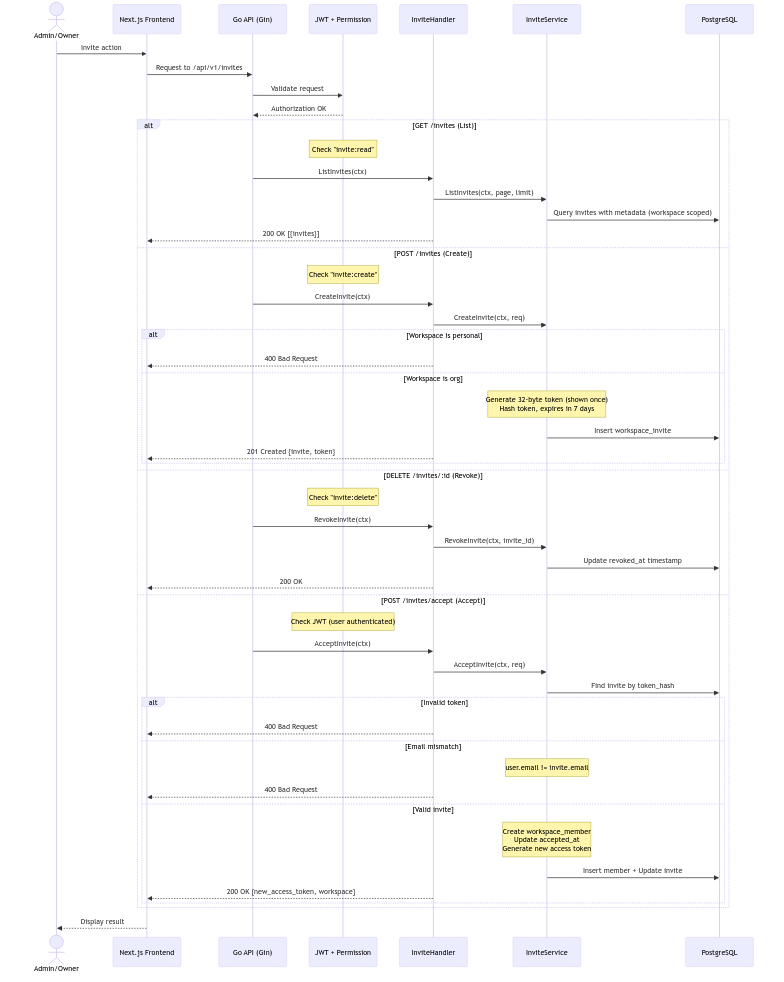 Admin/Owner
Next.js Frontend
Go API (Gin)
JWT + Permission
InviteHandler
InviteService
PostgreSQL
Invite action
Request to /api/v1/invites
Validate request
Authorization OK
alt
[GET /invites (List)]
Check "invite:read"
ListInvites(ctx)
ListInvites(ctx, page, limit)
Query invites with metadata (workspace scoped)
200 OK [{invites}]
[POST /invites (Create)]
Check "invite:create"
CreateInvite(ctx)
CreateInvite(ctx, req)
alt
[Workspace is personal]
400 Bad Request
[Workspace is org]
Generate 32-byte token (shown once)
Hash token, expires in 7 days
Insert workspace_invite
201 Created {invite, token}
[DELETE /invites/:id (Revoke)]
Check "invite:delete"
RevokeInvite(ctx)
RevokeInvite(ctx, invite_id)
Update revoked_at timestamp
200 OK
[POST /invites/accept (Accept)]
Check JWT (user authenticated)
AcceptInvite(ctx)
AcceptInvite(ctx, req)
Find invite by token_hash
alt
[Invalid token]
400 Bad Request
[Email mismatch]
user.email != invite.email
400 Bad Request
[Valid invite]
Create workspace_member
Update accepted_at
Generate new access token
Insert member + Update invite
200 OK {new_access_token, workspace}
Display result
Admin/Owner
Next.js Frontend
Go API (Gin)
JWT + Permission
InviteHandler
InviteService
PostgreSQL